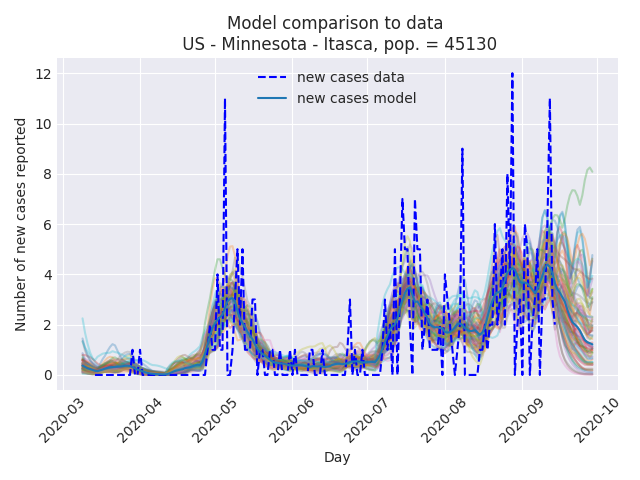 Model comparison to data
US - Minnesota - Itasca, pop. = 45130
new cases data
new cases model
Number of new cases reported
12
10
8
6
4
2
0
2020-03
2020-04
2020-05
2020-06
2020-07
2020-08
2020-09
2020-10
Day